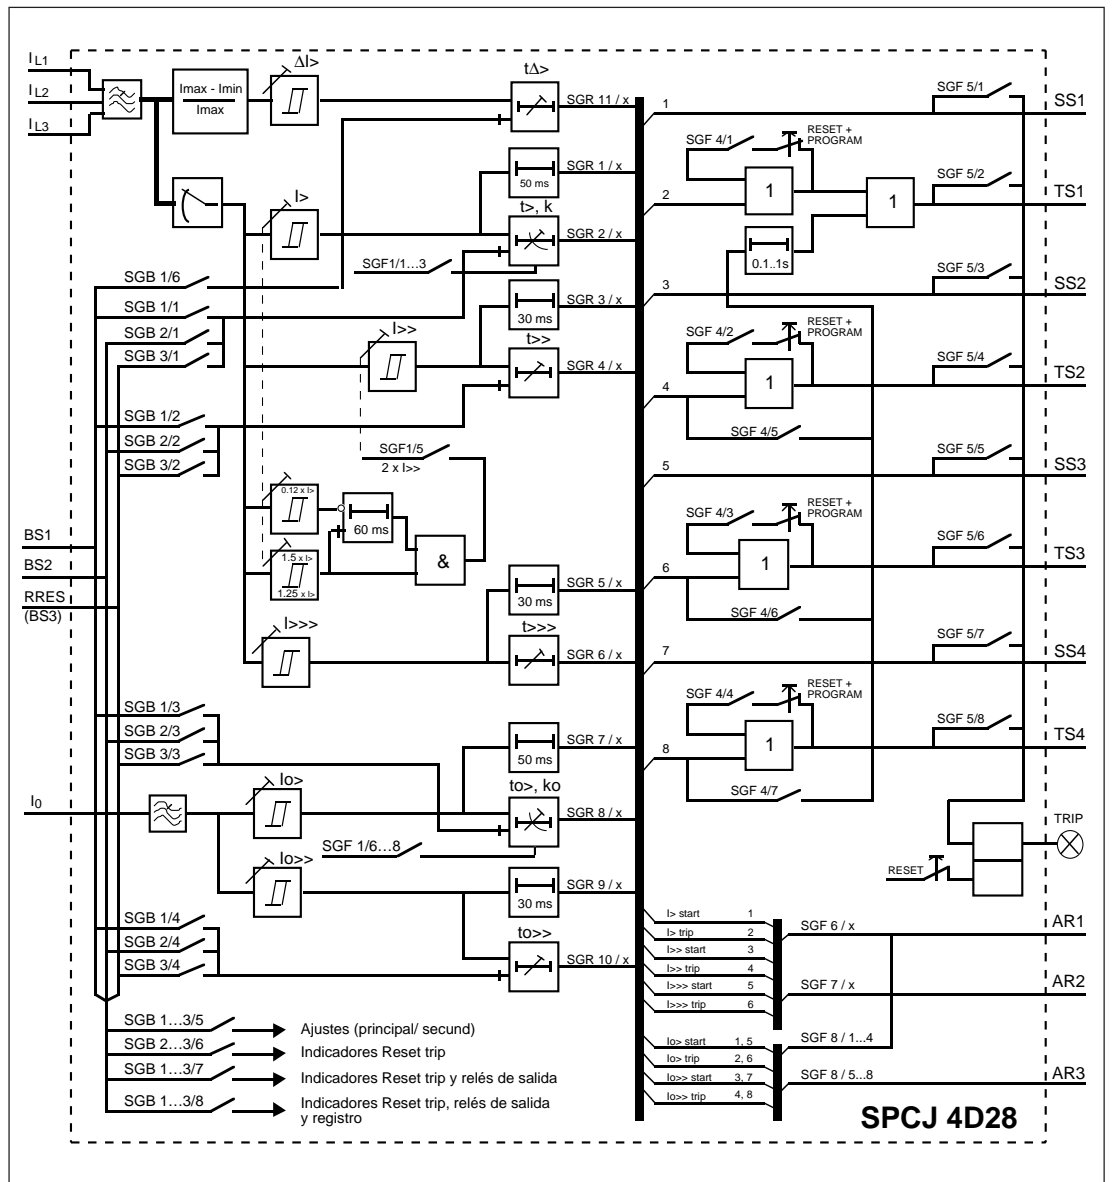 IL1
IL2
IL3
Imax - Imin
Imax
ΔI>
tΔ>
SGR 11 / x
1
SGF 5/1
SS1
SGF 4/1
RESET +
PROGRAM
50 ms
SGR 1 / x
2
1
1
SGF 5/2
TS1
I>
t>, k
SGR 2 / x
SGF1/1...3
0.1..1s
SGB 1/6
SGB 1/1
SGB 2/1
SGB 3/1
30 ms
SGR 3 / x
3
SGF 5/3
SS2
I>>
t>>
SGR 4 / x
SGF 4/2
RESET +
PROGRAM
4
1
SGF 5/4
TS2
SGF 4/5
SGB 1/2
SGB 2/2
SGB 3/2
SGF1/5
2 x I>>
5
SGF 5/5
SS3
0.12 x I>
60 ms
1.5 x I>
1.25 x I>
&
SGF 4/3
RESET +
PROGRAM
6
1
SGF 5/6
TS3
SGF 4/6
BS1
BS2
RRES
(BS3)
30 ms
SGR 5 / x
I>>>
t>>>
SGR 6 / x
7
SGF 5/7
SS4
SGB 1/3
SGB 2/3
SGB 3/3
SGF 4/4
RESET +
PROGRAM
50 ms
SGR 7 / x
8
1
SGF 5/8
TS4
SGF 4/7
I0
Io>
to>, ko
SGR 8 / x
SGF 1/6...8
Io>>
30 ms
SGR 9 / x
TRIP
RESET
SGB 1/4
SGB 2/4
SGB 3/4
to>>
SGR 10 / x
I> start 1
I> trip 2
I>> start 3
I>> trip 4
I>>> start 5
I>>> trip 6
SGF 6 / x
AR1
SGF 7 / x
AR2
Io> start 1, 5
Io> trip 2, 6
Io>> start 3, 7
Io>> trip 4, 8
SGF 8 / 1...4
SGF 8 / 5...8
AR3
SGB 1...3/5 Ajustes (principal/ secund)
SGB 2...3/6 Indicadores Reset trip
SGB 1...3/7 Indicadores Reset trip y relés de salida
SGB 1...3/8 Indicadores Reset trip, relés de salida
y registro
SPCJ 4D28